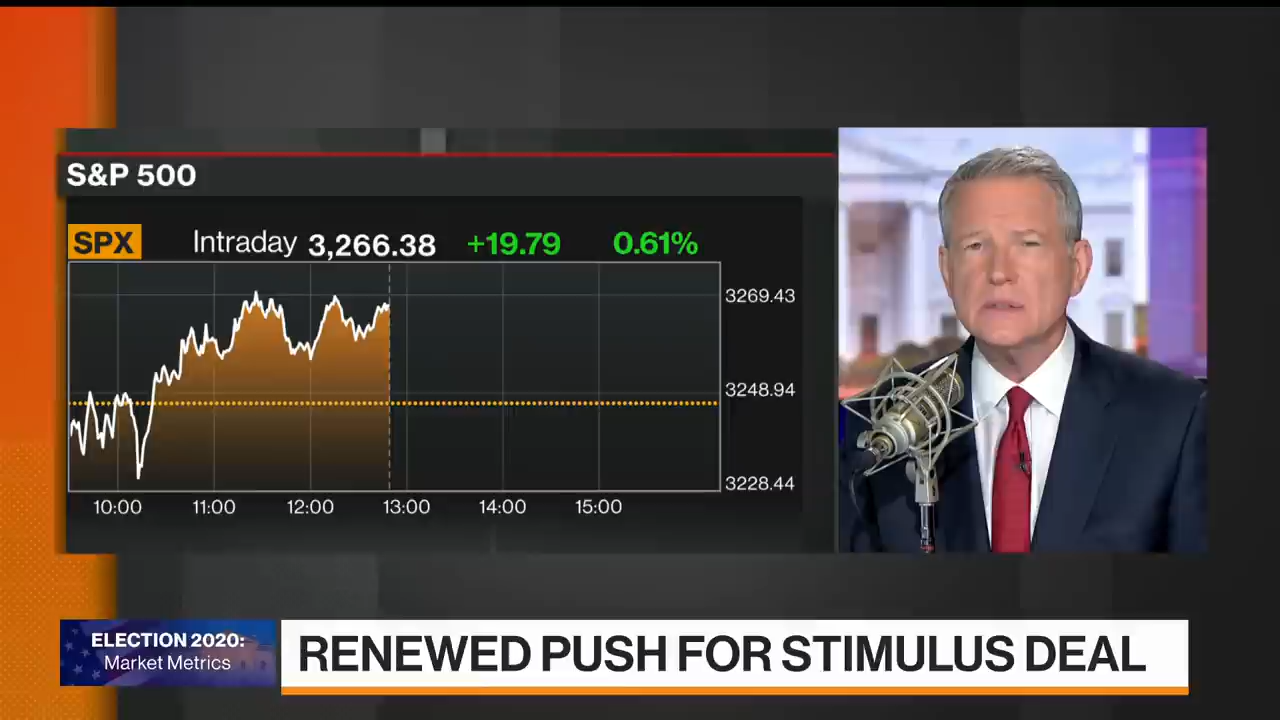 S&P 500
SPX Intraday 3,266.38 +19.79 0.61%
3269.43
3248.94
3228.44
10:00 11:00 12:00 13:00 14:00 15:00
ELECTION 2020:
Market Metrics
RENEWED PUSH FOR STIMULUS DEAL